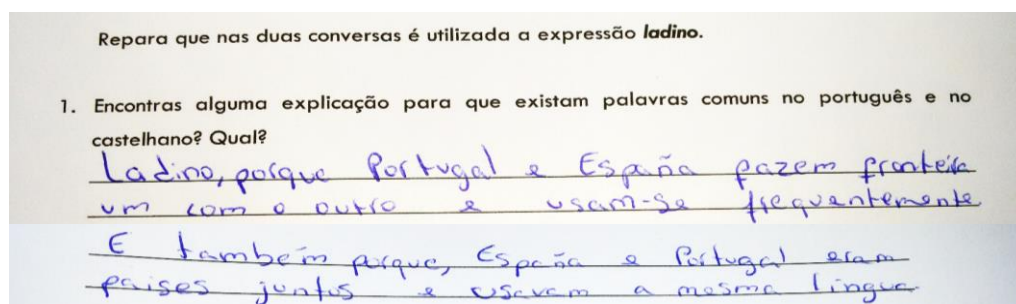 Repara que nas duas conversas é utilizada a expressão ladino.
1. Encontras alguma explicação para que existam palavras comuns no português e no
castelhano? Qual?
Ladino, porque Portugal e España fazem fronteira
um com o outro e usam-se frequentemente
E também porque, España e Portugal eram
paises juntos e usavam a mesma lingua